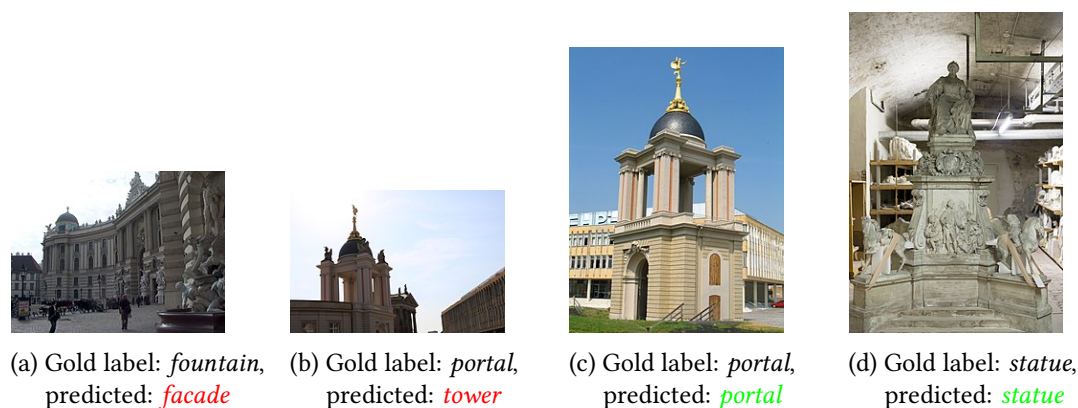 (a) Gold label: fountain,
predicted: facade
(b) Gold label: portal,
predicted: tower
(c) Gold label: portal,
predicted: portal
(d) Gold label: statue,
predicted: statue